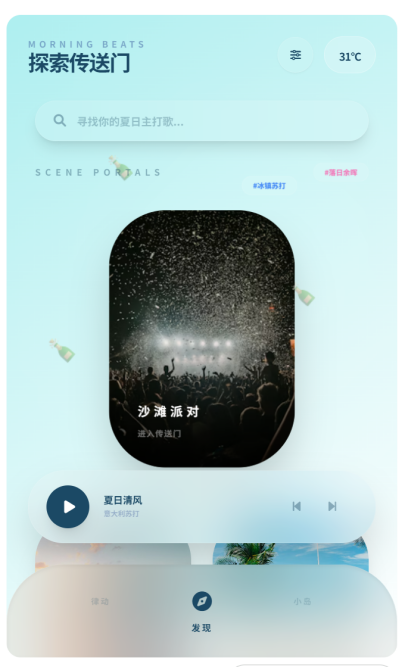 MORNING BEATS
探索传送门
31°C
寻找你的夏日主打歌...
SCENE PORTALS
#落日余晖
#冰镇苏打
沙滩派对
进入传送门
夏日清风
意大利苏打
律动
小岛
发现